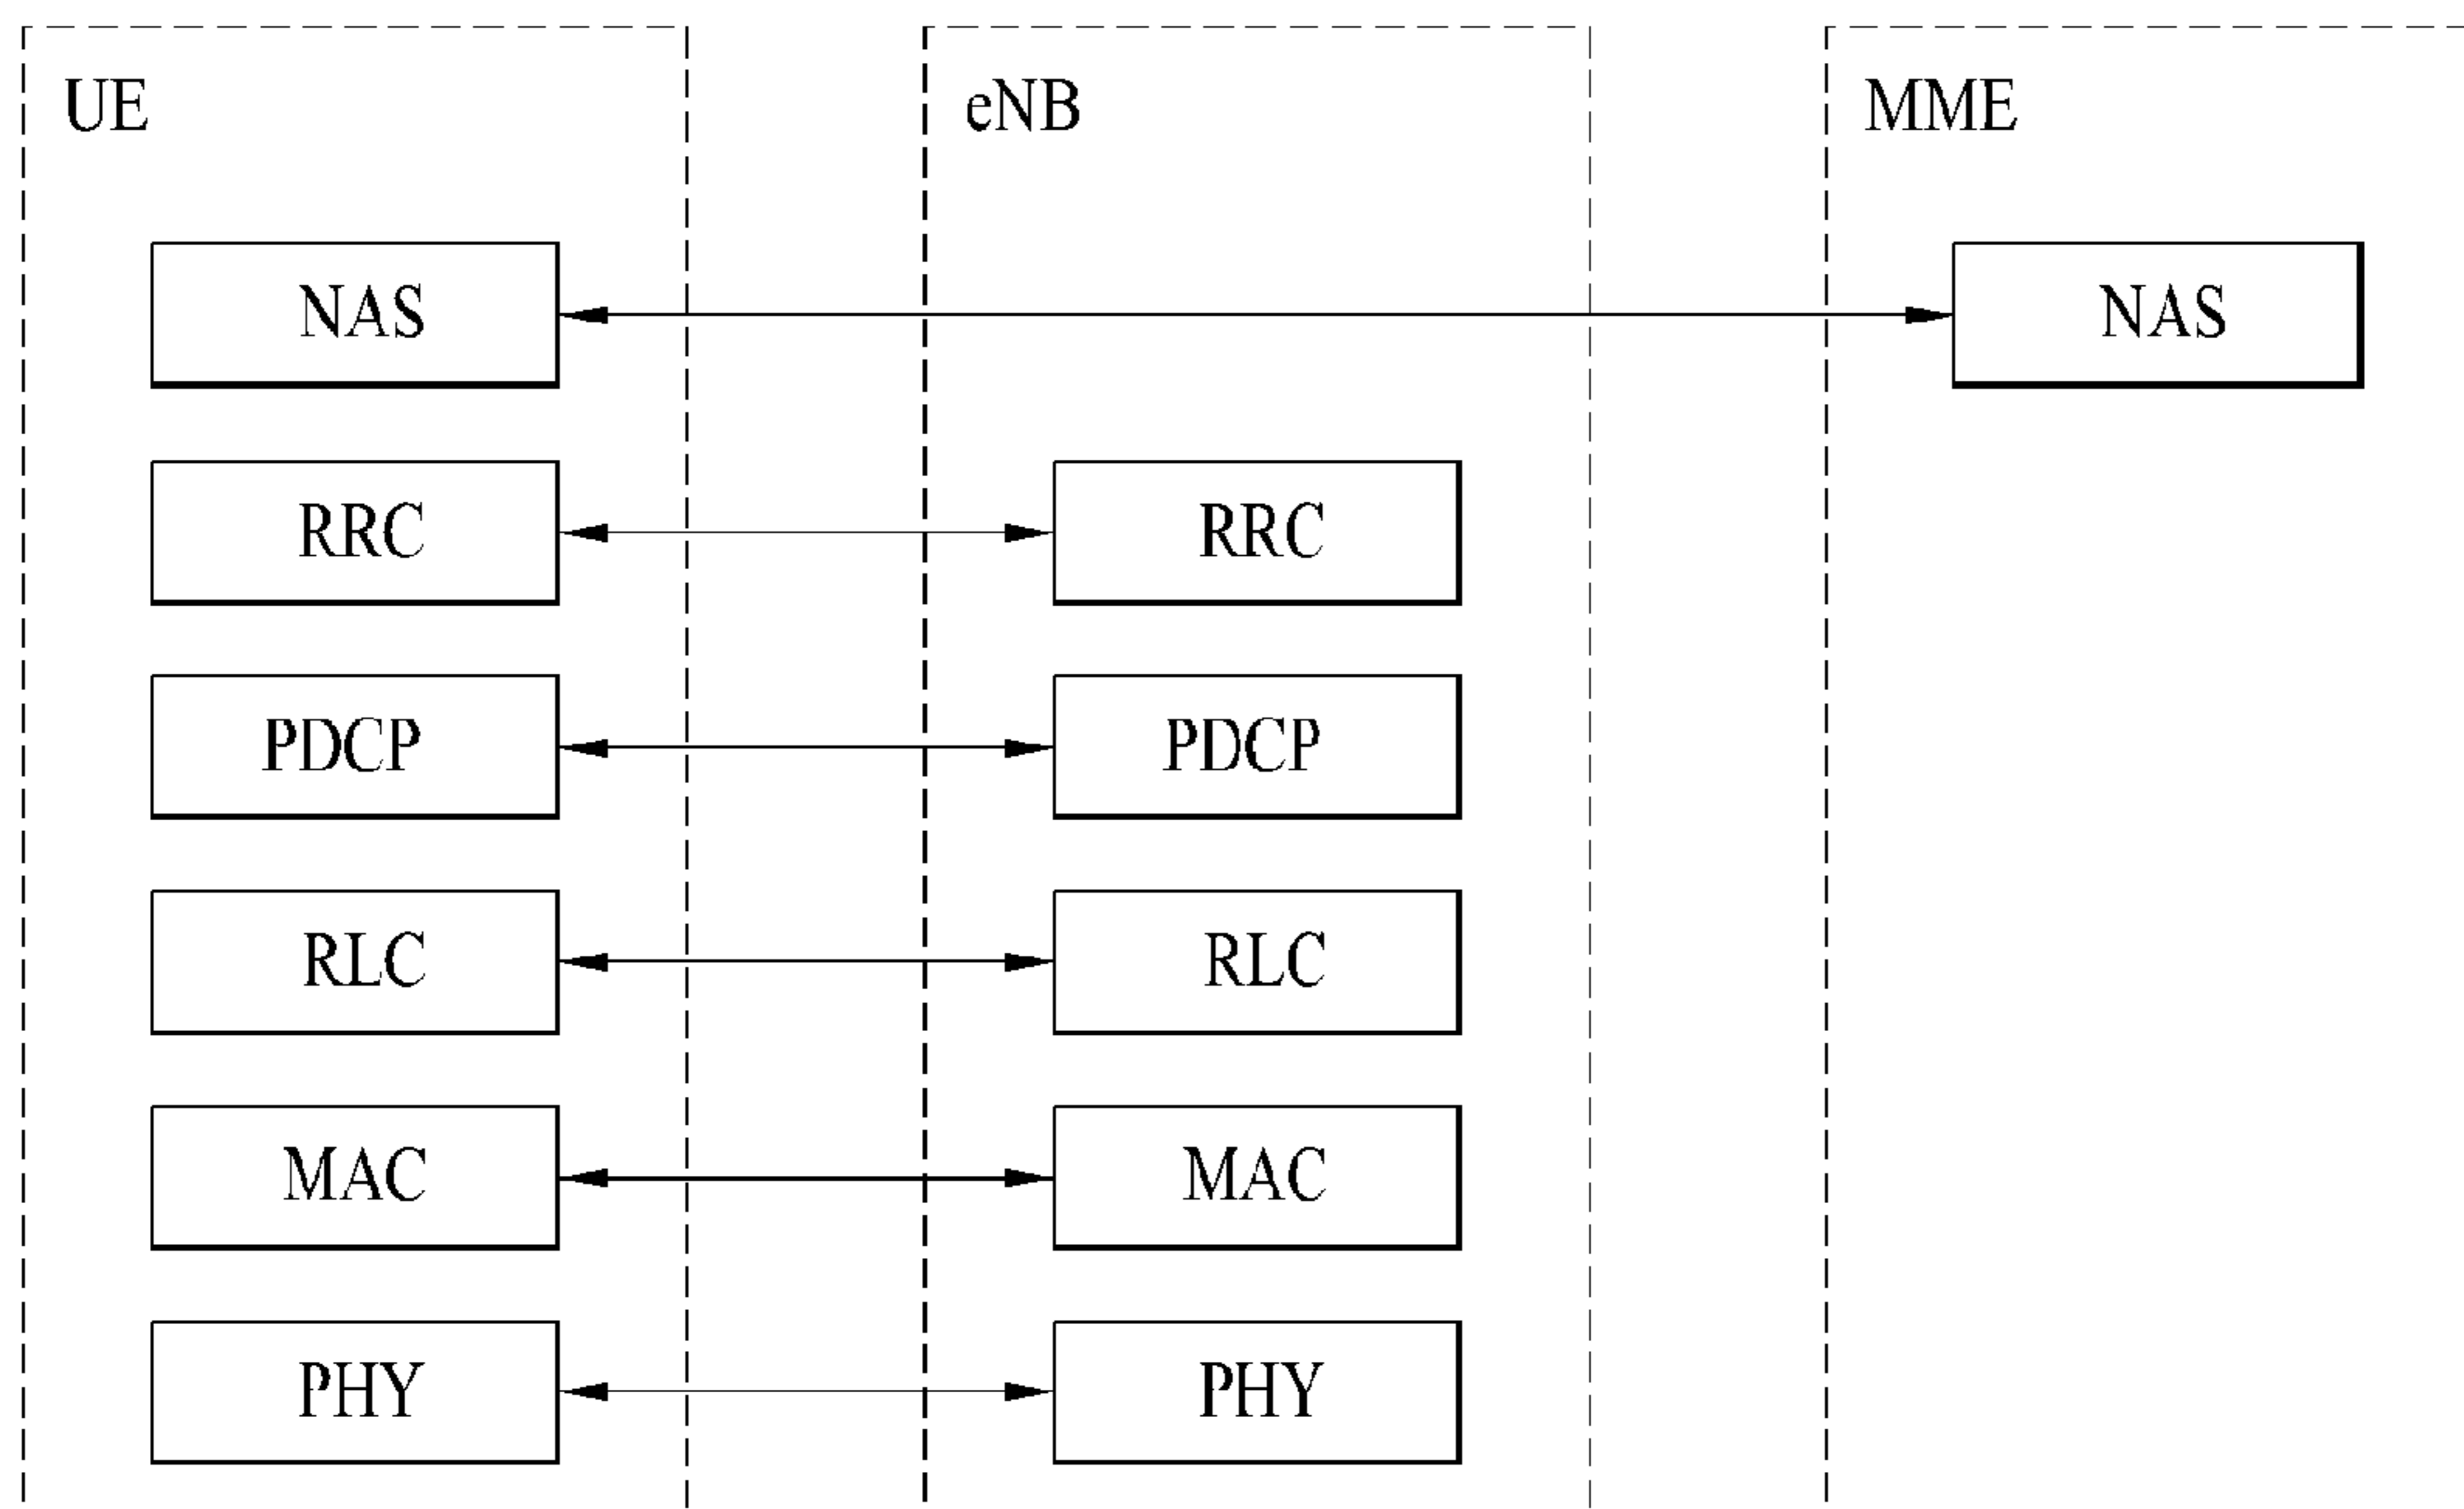 UE eNB MME
NAS NAS
RRC RRC
PDCP PDCP
RLC RLC
MAC MAC
PHY PHY